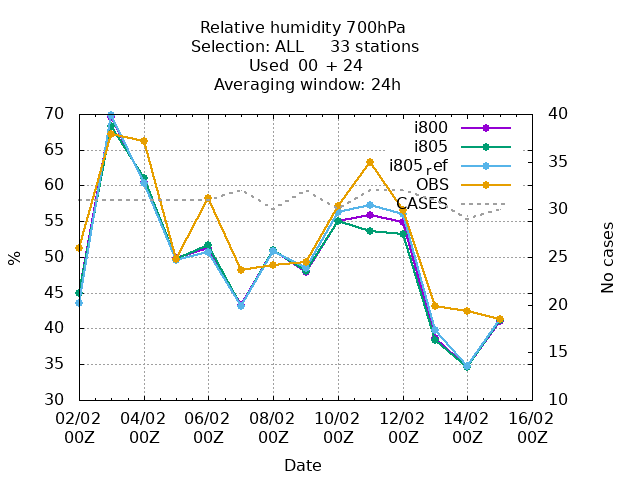 Relative humidity 700hPa
Selection: ALL 33 stations
Used 00 + 24
Averaging window: 24h
70
65
60
55
50
45
40
35
30
%
40
35
30
25
20
15
10
No cases
i800
i805
i805ref
OBS
CASES
02/02 04/02 06/02 08/02 10/02 12/02 14/02 16/02
00Z 00Z 00Z 00Z 00Z 00Z 00Z 00Z
Date